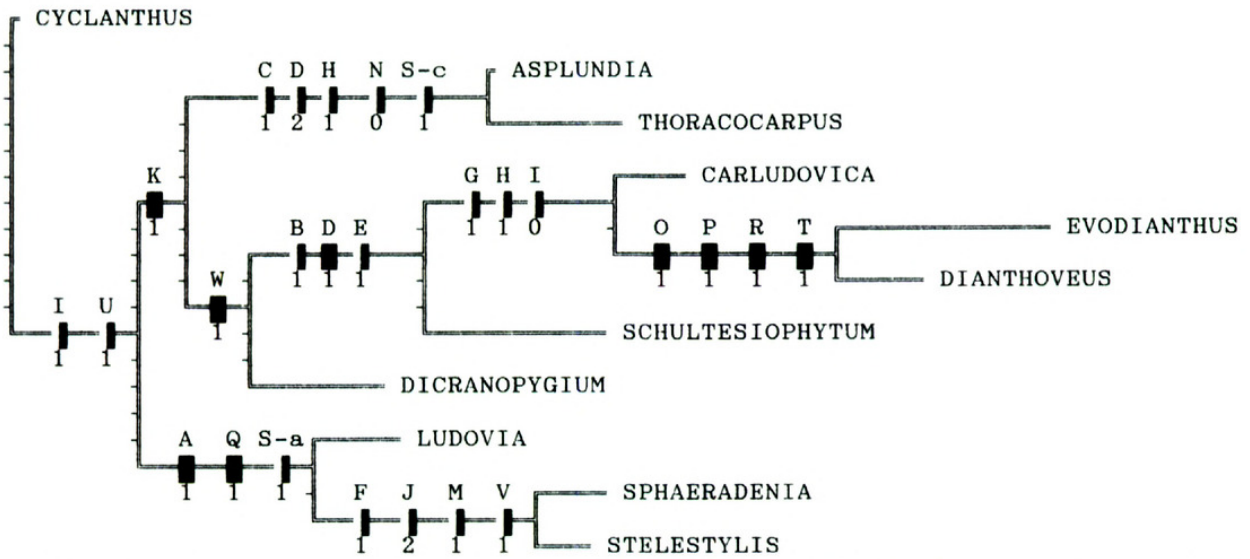 CYCLANTHUS
C D H N S-c ASPLUNDIA
1 2 1 0 1 THORACOCARPUS
K G H I CARLUDOVICA
1 1 1 0
B D E O P R T EVODIANTHUS
1 1 1 1 1 1 1 DIANTHOVEUS
W
I U 1 SCHULTESIOPHYTUM
1 1
DICRANOPYGIUM
A Q S-a LUDOVIA
1 1 1 F J M V SPHAERADENIA
1 2 1 1 STELESTYLIS